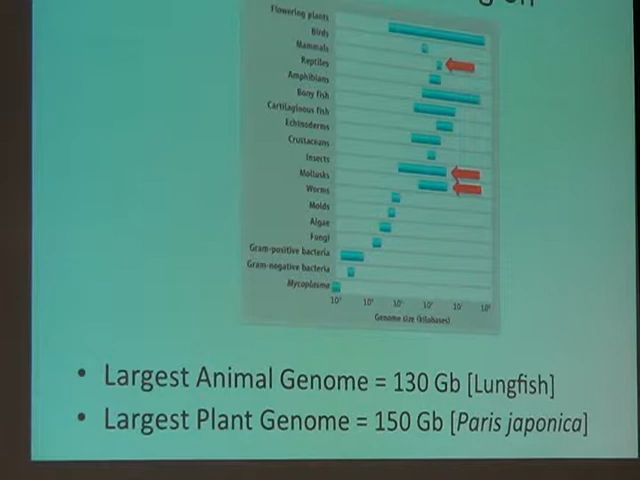 Flowering plants
Birds
Mammals
Reptiles
Amphibians
Bony fish
Cartilaginous fish
Echinoderms
Crustaceans
Insects
Mollusks
Worms
Molds
Algae
Fungi
Gram-positive bacteria
Gram-negative bacteria
Mycoplasma
Genome size (kilobases)
• Largest Animal Genome = 130 Gb [Lungfish]
• Largest Plant Genome = 150 Gb [Paris japonica]